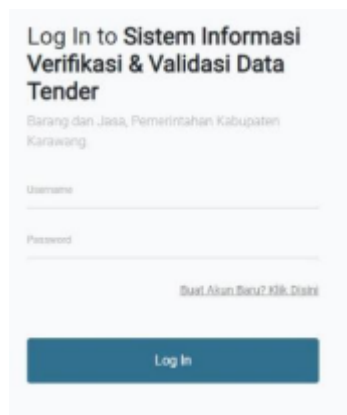 Log In to Sistem Informasi
Verifikasi & Validasi Data
Tender
Barang dan Jasa, Pemerintahan Kabupaten
Karawang.
Username
Password
Buat Akun Baru? Klik Disini
Log In